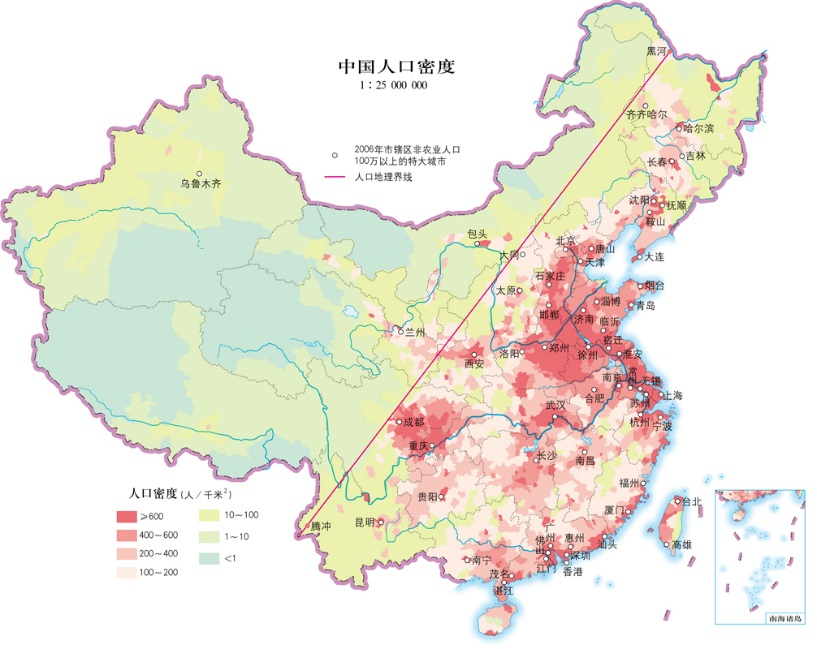 中国人口密度
1：25 000 000
2006年市辖区非农业人口
100万以上的特大城市
人口地理界线
黑河
齐齐哈尔
哈尔滨
长春
吉林
乌鲁木齐
沈阳
抚顺
鞍山
包头
大同
北京
唐山
天津
大连
石家庄
太原
烟台
淄博
青岛
邯郸
济南
临沂
兰州
洛阳
郑州
徐州
宿迁
淮安
西安
南京
常州
无锡
苏州
上海
合肥
武汉
杭州
宁波
成都
重庆
长沙
南昌
贵阳
福州
厦门
台北
高雄
昆明
腾冲
广州
佛山
惠州
汕头
深圳
江门
香港
南宁
茂名
湛江
人口密度(人／千米²)
≥600
400～600
200～400
100～200
10～100
1～10
<1
南海诸岛